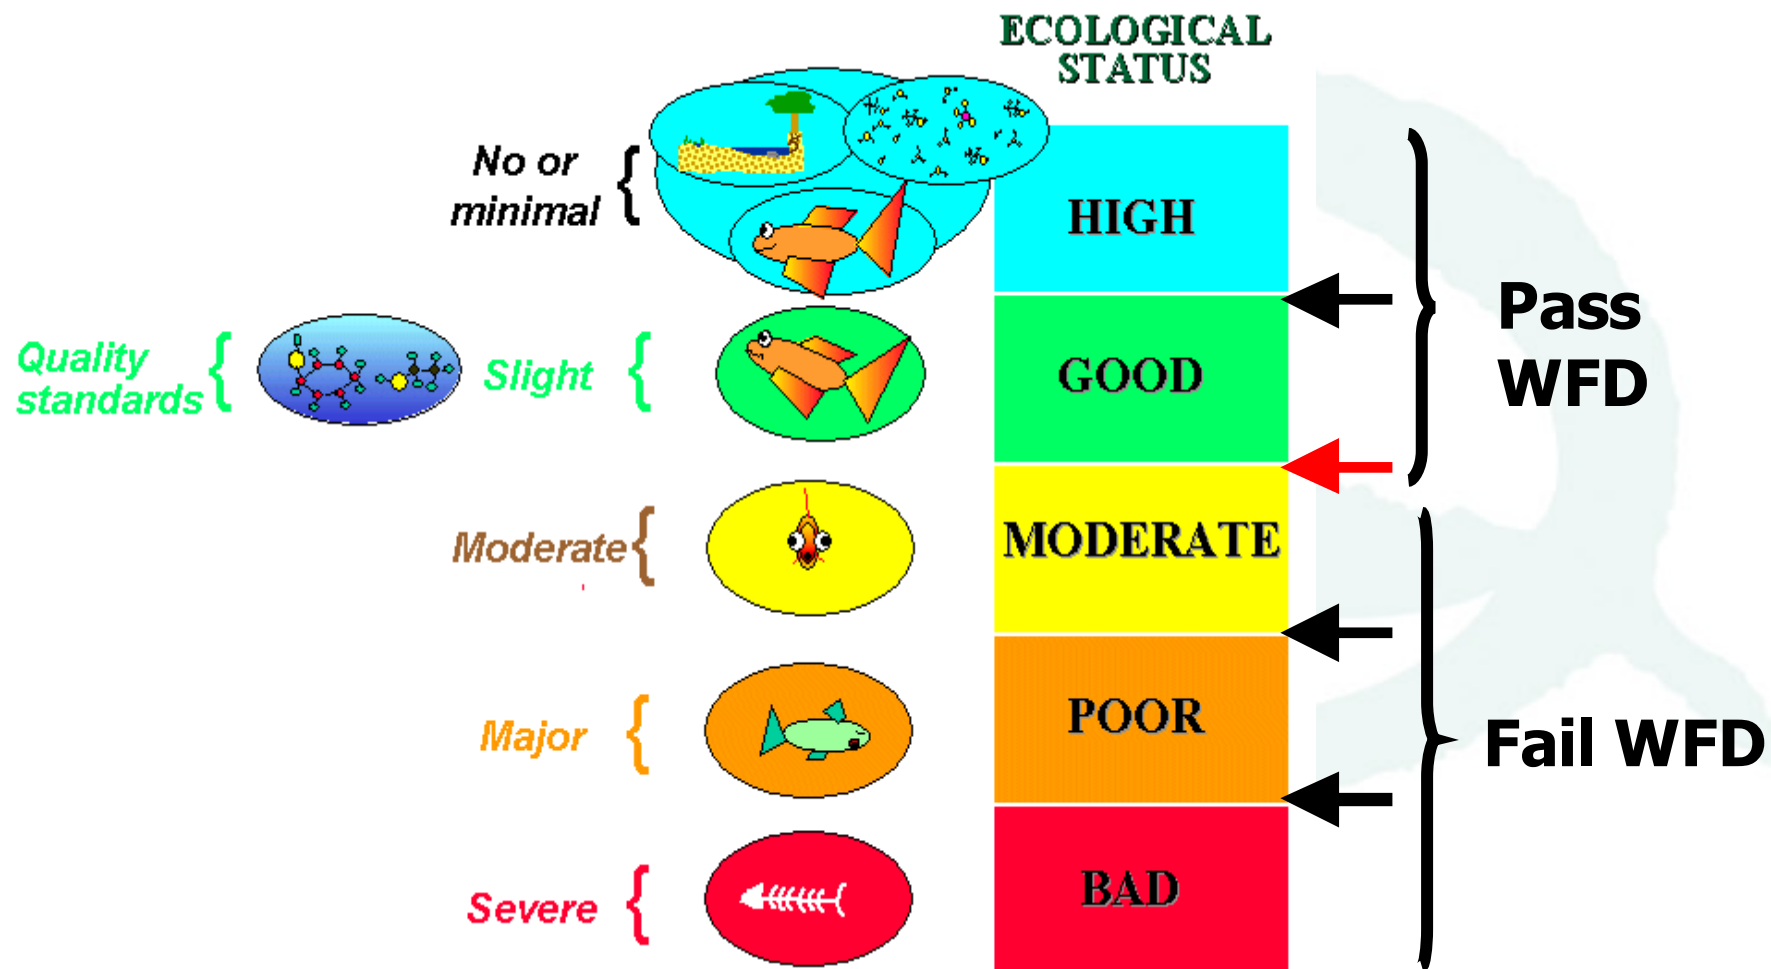 ECOLOGICAL
STATUS
No or
minimal
HIGH
Pass
WFD
Quality
standards
Slight
GOOD
Moderate
MODERATE
Major
POOR
Fail WFD
Severe
BAD